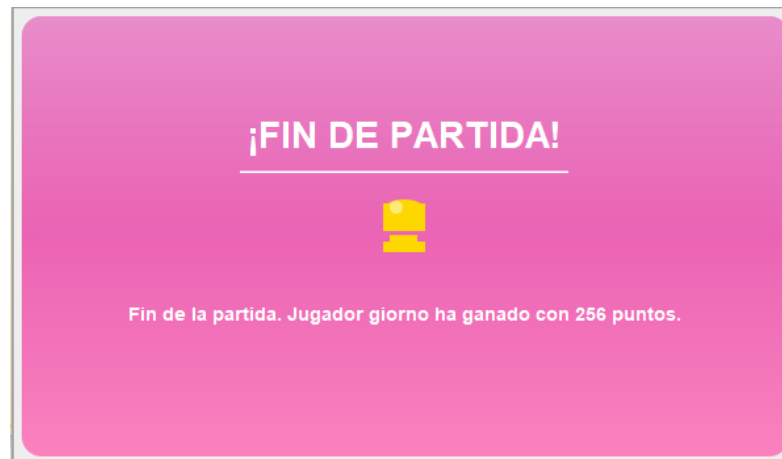 ¡FIN DE PARTIDA!
Fin de la partida. Jugador giorno ha ganado con 256 puntos.